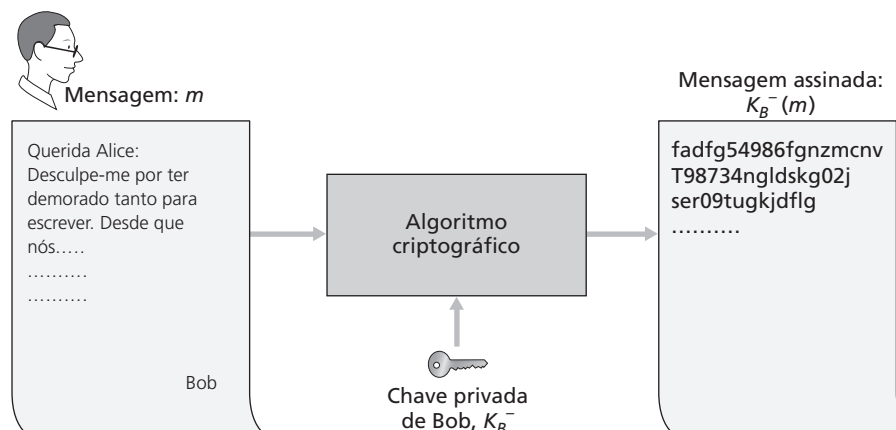 Mensagem: m
Querida Alice:
Desculpe-me por ter
demorado tanto para
escrever. Desde que
nós.....
..........
..........
Bob
Algoritmo
criptográfico
Chave privada
de Bob, K_B^–
Mensagem assinada:
K_B^– (m)
fadfg54986fgnzmcnv
T98734ngldskg02j
ser09tugkjdflg
..........